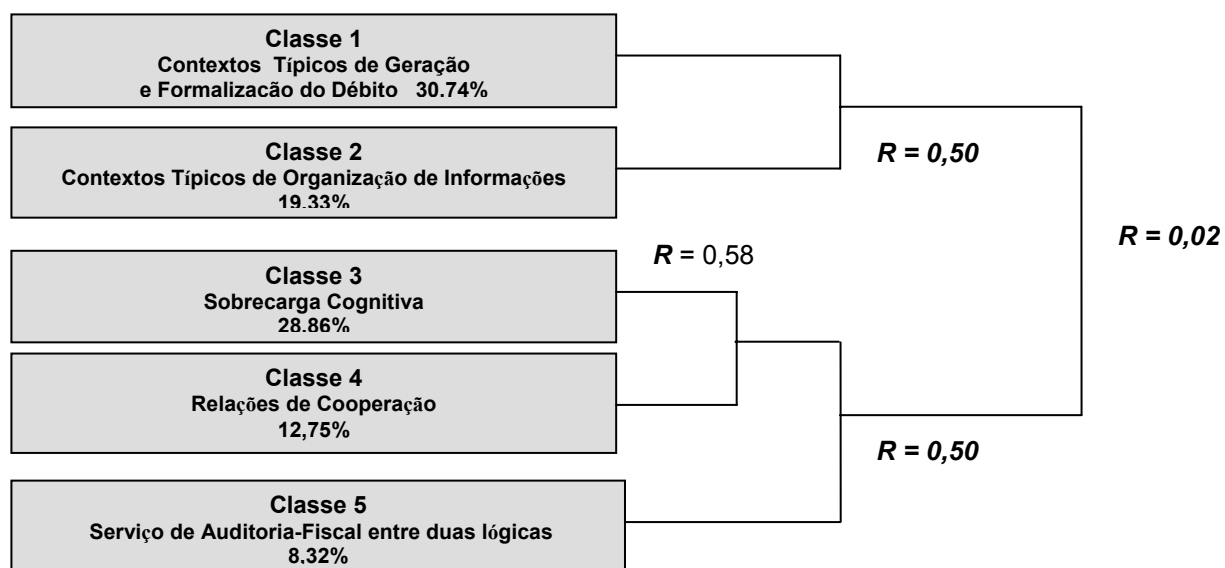 Classe 1
Contextos Típicos de Geração
e Formalizacão do Débito 30.74%
Classe 2
Contextos Típicos de Organização de Informações
19.33%
R = 0,50
R = 0,02
R = 0,58
Classe 3
Sobrecarga Cognitiva
28.86%
Classe 4
Relações de Cooperação
12,75%
R = 0,50
Classe 5
Serviço de Auditoria-Fiscal entre duas lógicas
8,32%